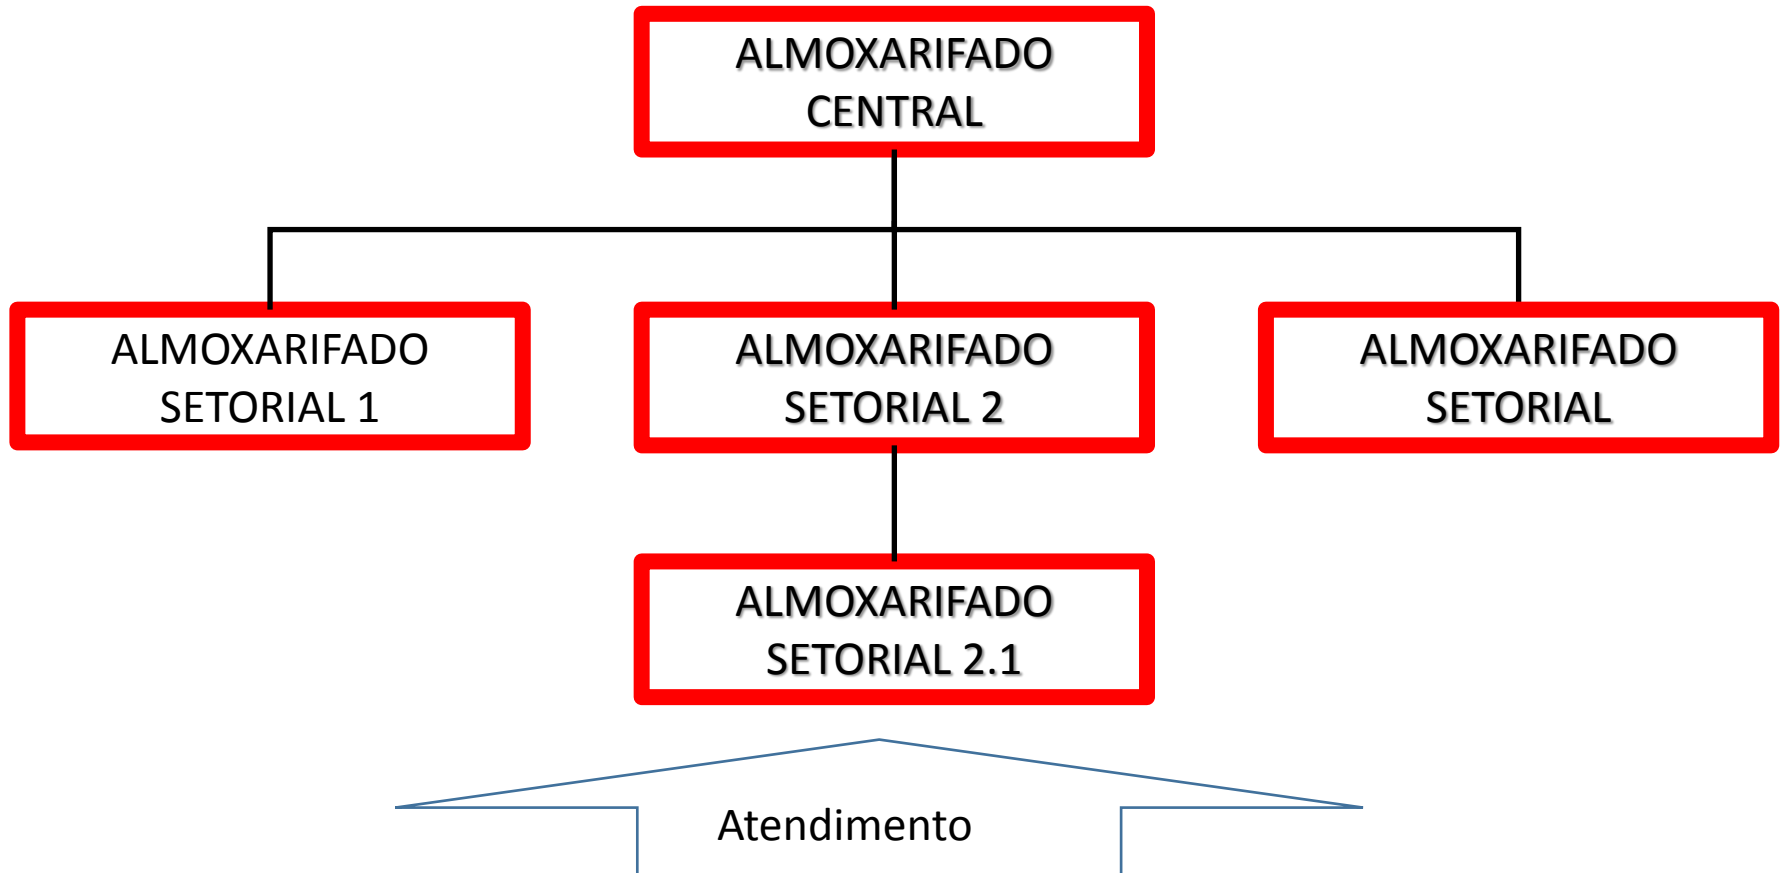 ALMOXARIFADO
CENTRAL
ALMOXARIFADO
SETORIAL 1
ALMOXARIFADO
SETORIAL 2
ALMOXARIFADO
SETORIAL
ALMOXARIFADO
SETORIAL 2.1
Atendimento